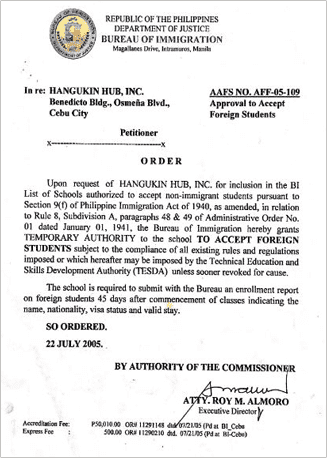 REPUBLIC OF THE PHILIPPINES
DEPARTMENT OF JUSTICE
BUREAU OF IMMIGRATION
Magallanes Drive, Intramuros, Manila
In re: HANGUKIN HUB, INC.
Benedicto Bldg., Osmeña Blvd.,
Cebu City
Petitioner
x------------------------------x
AAFS NO. AFF-05-109
Approval to Accept
Foreign Students
O R D E R
Upon request of HANGUKIN HUB, INC. for inclusion in the BI
List of Schools authorized to accept non-immigrant students pursuant to
Section 9(f) of Philippine Immigration Act of 1940, as amended, in relation
to Rule 8, Subdivision A, paragraphs 48 & 49 of Administrative Order No.
01 dated January 01, 1941, the Bureau of Immigration hereby grants
TEMPORARY AUTHORITY to the school TO ACCEPT FOREIGN
STUDENTS subject to the compliance of all existing rules and regulations
imposed or which hereafter may be imposed by the Technical Education and
Skills Development Authority (TESDA) unless sooner revoked for cause.
The school is required to submit with the Bureau an enrollment report
on foreign students 45 days after commencement of classes indicating the
name, nationality, visa status and valid stay.
SO ORDERED.
22 JULY 2005.
BY AUTHORITY OF THE COMMISSIONER
ATTY. ROY M. ALMORO
Executive Director
Accreditation Fee: P50,010.00 OR# 11291148 dtd. 07/21/05 (Pd at BI_Cebu
Express Fee : 500.00 OR# 11290210 dtd. 07/21/05 (Pd at BI-Cebu)